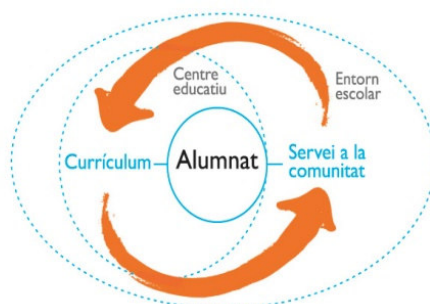 Centre
educatiu
Entorn
escolar
Currículum
Alumnat
Servei a la
comunitat